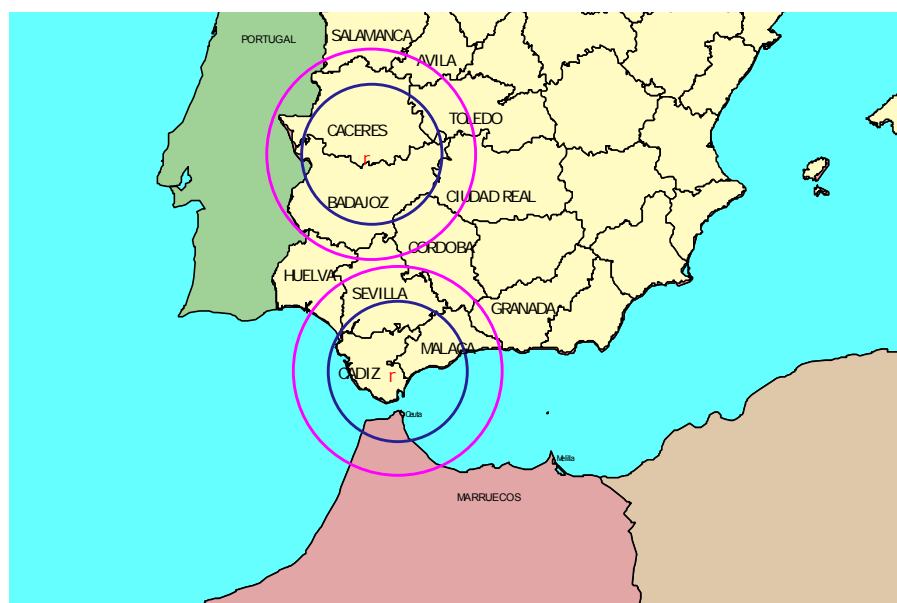 SALAMANCA
PORTUGAL
AVILA
TOLEDO
CACERES
r
CIUDAD REAL
BADAJOZ
CORDOBA
HUELVA
SEVILLA
GRANADA
MALAGA
CADIZ r
Ceuta
Melilla
MARRUECOS